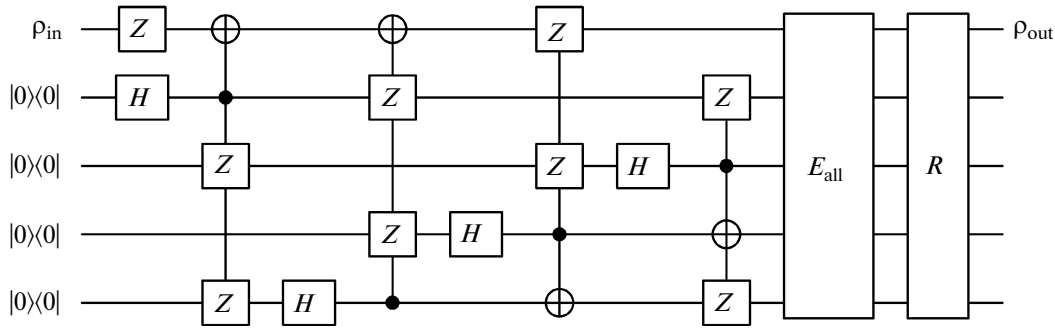 ρin Z Z ρout
|0⟩⟨0| H Z Z
|0⟩⟨0| Z Z H Eall R
|0⟩⟨0| Z H
|0⟩⟨0| Z H Z